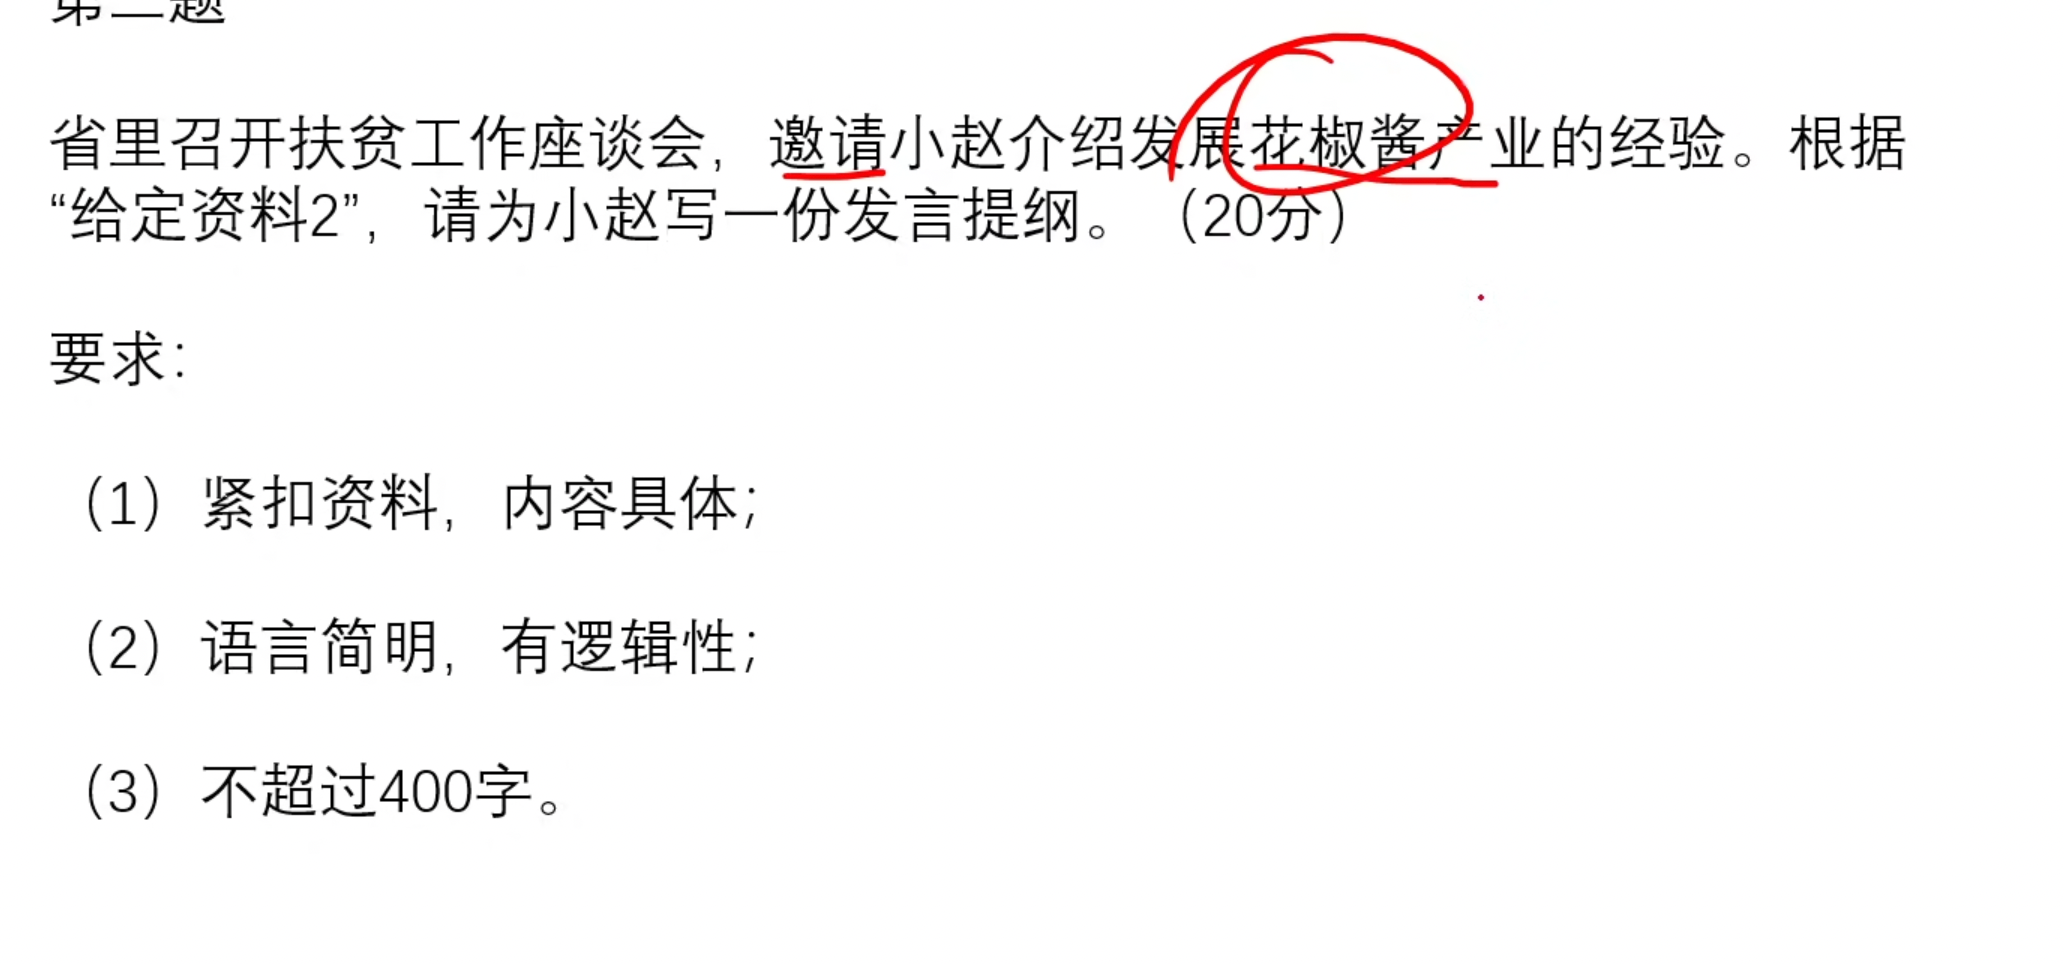 第二题
省里召开扶贫工作座谈会，邀请小赵介绍发展花椒酱产业的经验。根据
“给定资料2”，请为小赵写一份发言提纲。（20分）
要求：
（1）紧扣资料，内容具体；
（2）语言简明，有逻辑性；
（3）不超过400字。